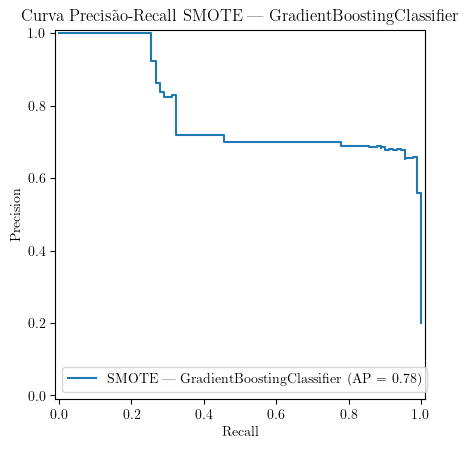 Curva Precisão-Recall SMOTE — GradientBoostingClassifier
1.0
0.8
0.6
0.4
0.2
0.0
Precision
SMOTE — GradientBoostingClassifier (AP = 0.78)
0.0 0.2 0.4 0.6 0.8 1.0
Recall